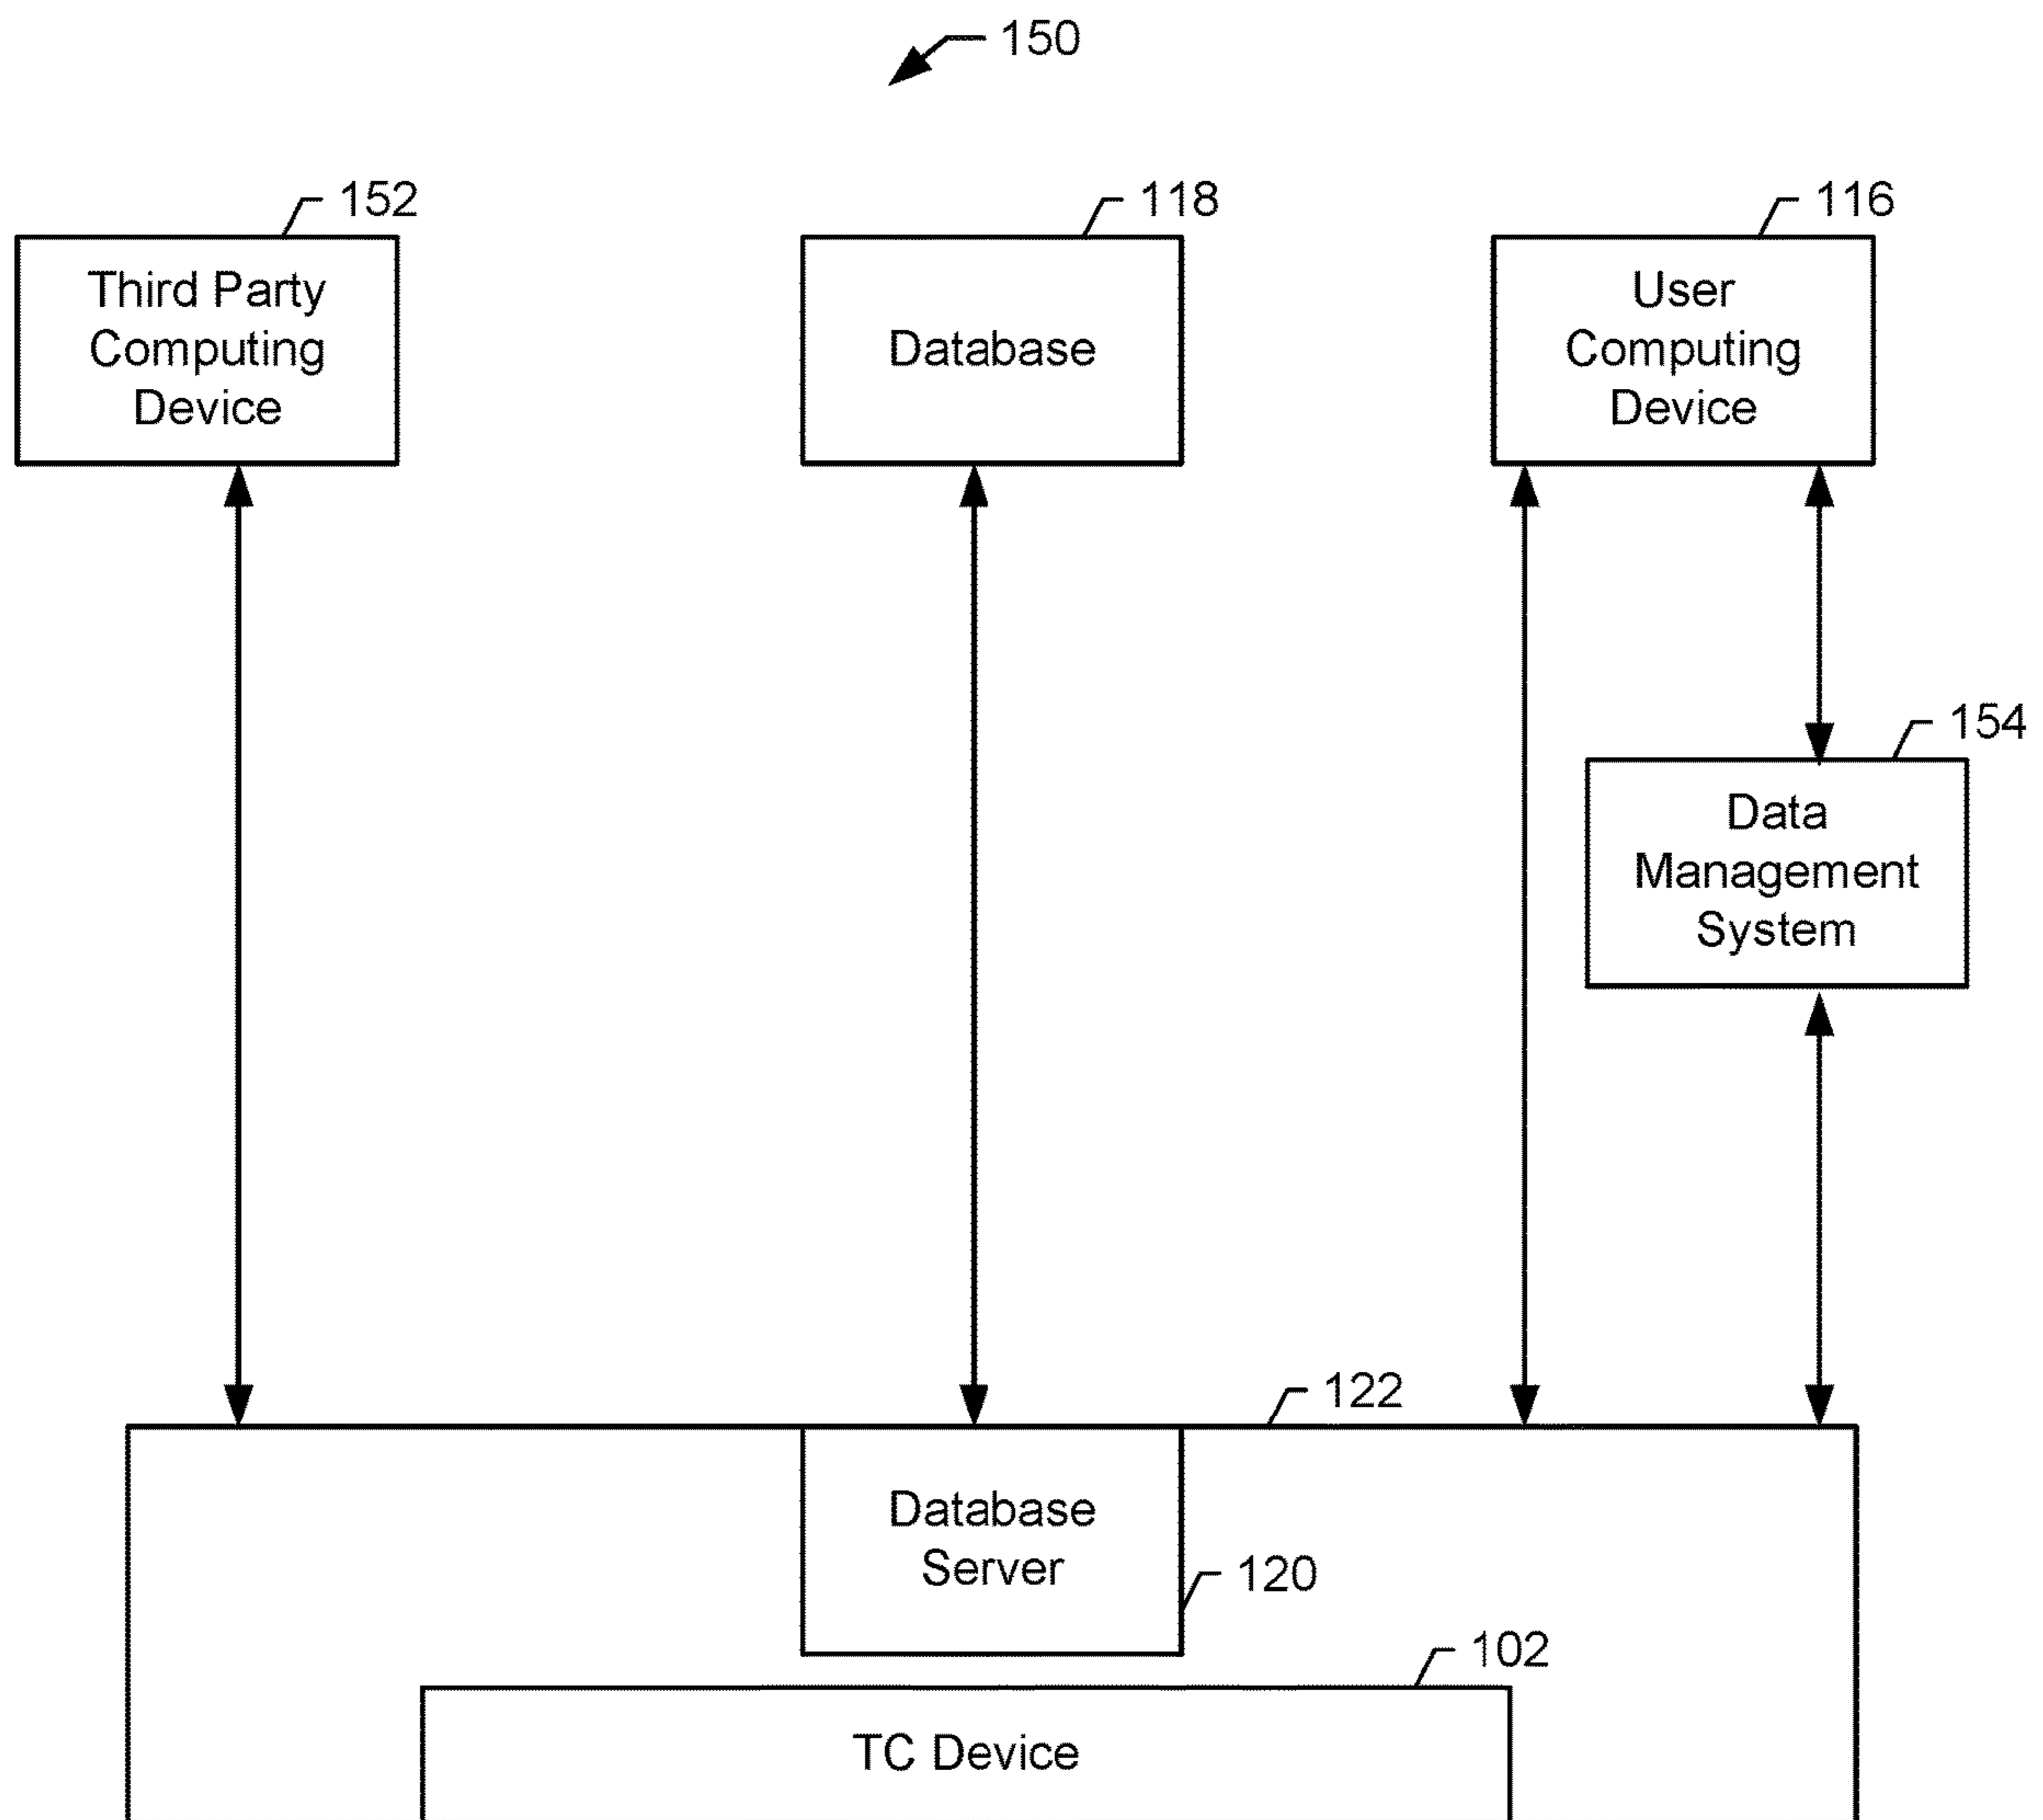 150
152
118
116
Third Party
Computing
Device
Database
User
Computing
Device
154
Data
Management
System
122
Database
Server
120
102
TC Device